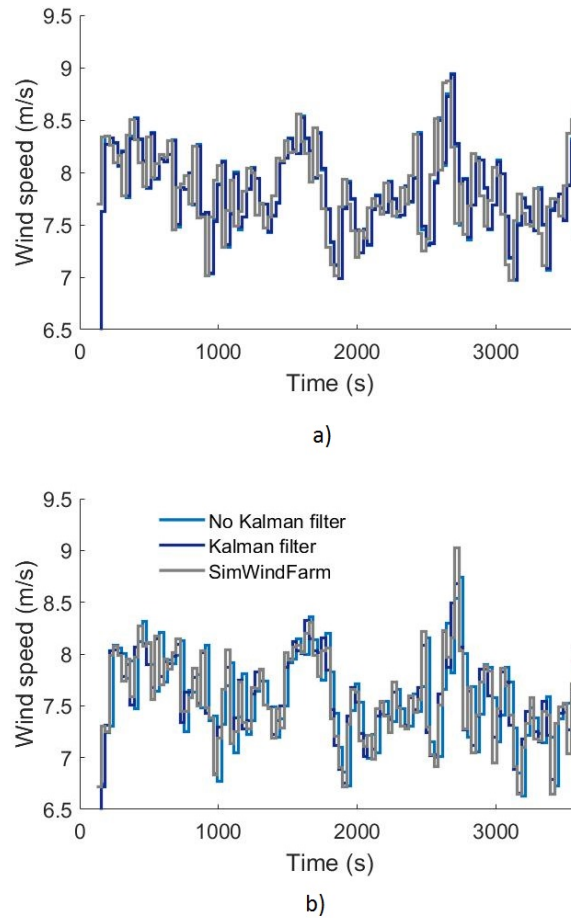 9.5
9
8.5
8
7.5
7
6.5
Wind speed (m/s)
0
1000
2000
3000
Time (s)
a)
9.5
9
8.5
8
7.5
7
6.5
Wind speed (m/s)
No Kalman filter
Kalman filter
SimWindFarm
0
1000
2000
3000
Time (s)
b)